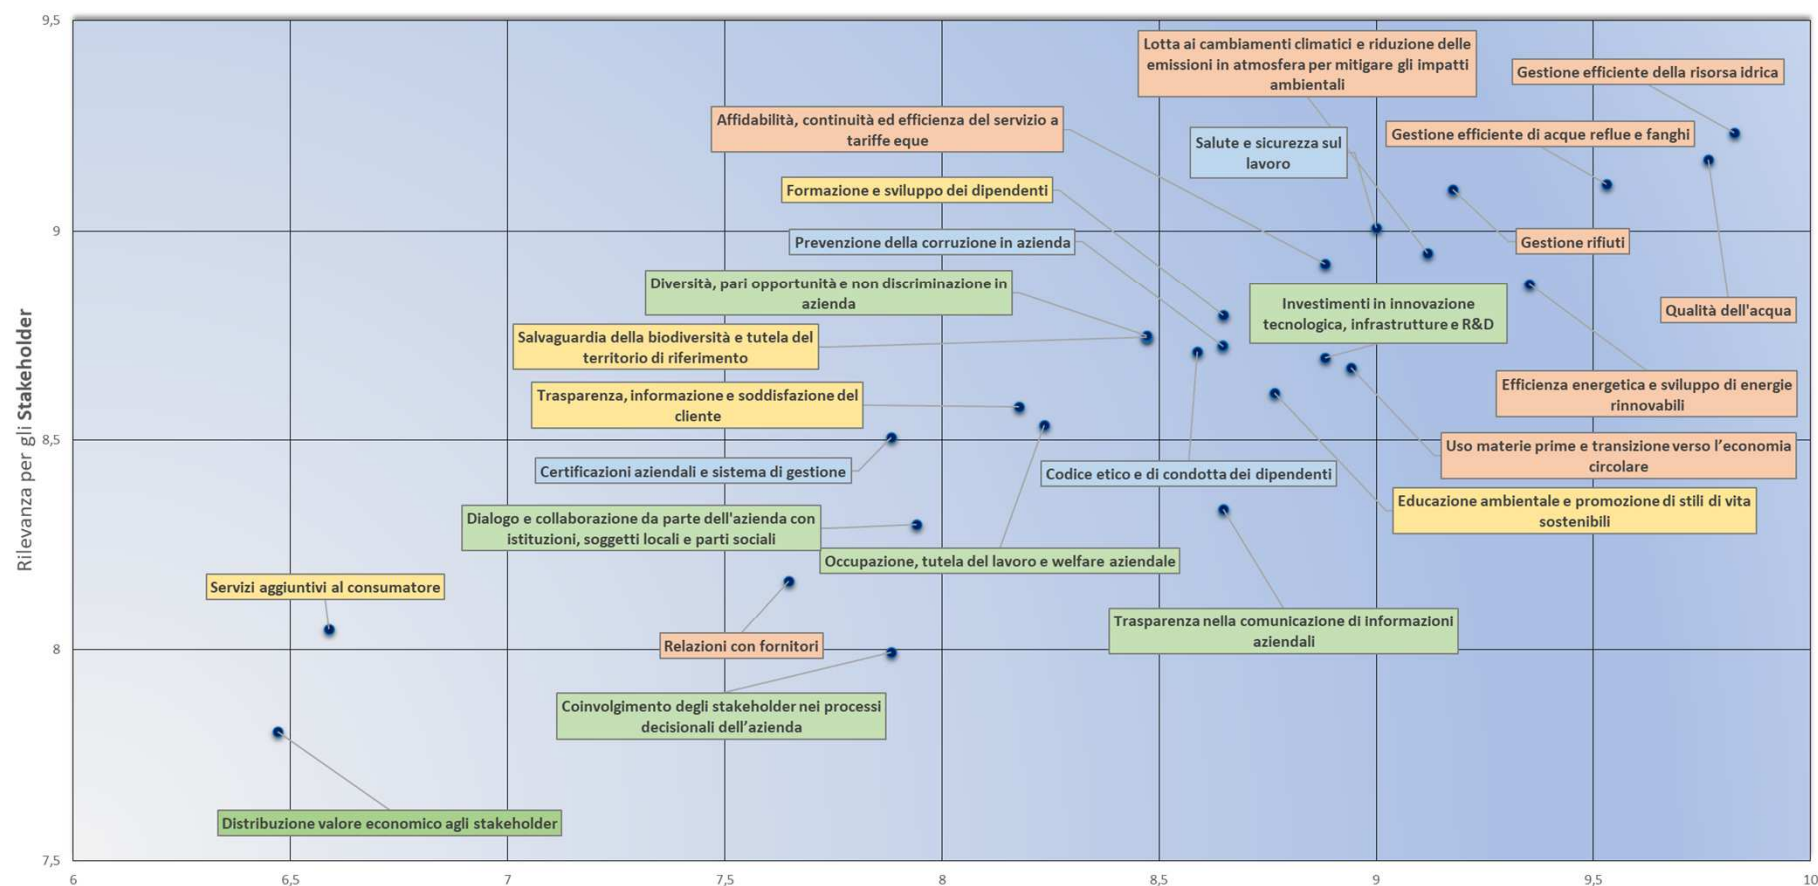 9,5
Lotta ai cambiamenti climatici e riduzione delle
emissioni in atmosfera per mitigare gli impatti
ambientali
Gestione efficiente della risorsa idrica
Affidabilità, continuità ed efficienza del servizio a
tariffe eque
Salute e sicurezza sul
lavoro
Gestione efficiente di acque reflue e fanghi
Formazione e sviluppo dei dipendenti
9
Prevenzione della corruzione in azienda
Gestione rifiuti
Diversità, pari opportunità e non discriminazione in
azienda
Investimenti in innovazione
tecnologica, infrastrutture e R&D
Qualità dell'acqua
Salvaguardia della biodiversità e tutela del
territorio di riferimento
Efficienza energetica e sviluppo di energie
rinnovabili
Trasparenza, informazione e soddisfazione del
cliente
Rilevanza per gli Stakeholder
8,5
Uso materie prime e transizione verso l’economia
circolare
Certificazioni aziendali e sistema di gestione
Codice etico e di condotta dei dipendenti
Educazione ambientale e promozione di stili di vita
sostenibili
Dialogo e collaborazione da parte dell'azienda con
istituzioni, soggetti locali e parti sociali
Occupazione, tutela del lavoro e welfare aziendale
Servizi aggiuntivi al consumatore
Trasparenza nella comunicazione di informazioni
aziendali
Relazioni con fornitori
8
Coinvolgimento degli stakeholder nei processi
decisionali dell’azienda
Distribuzione valore economico agli stakeholder
7,5
6 6,5 7 7,5 8 8,5 9 9,5 10